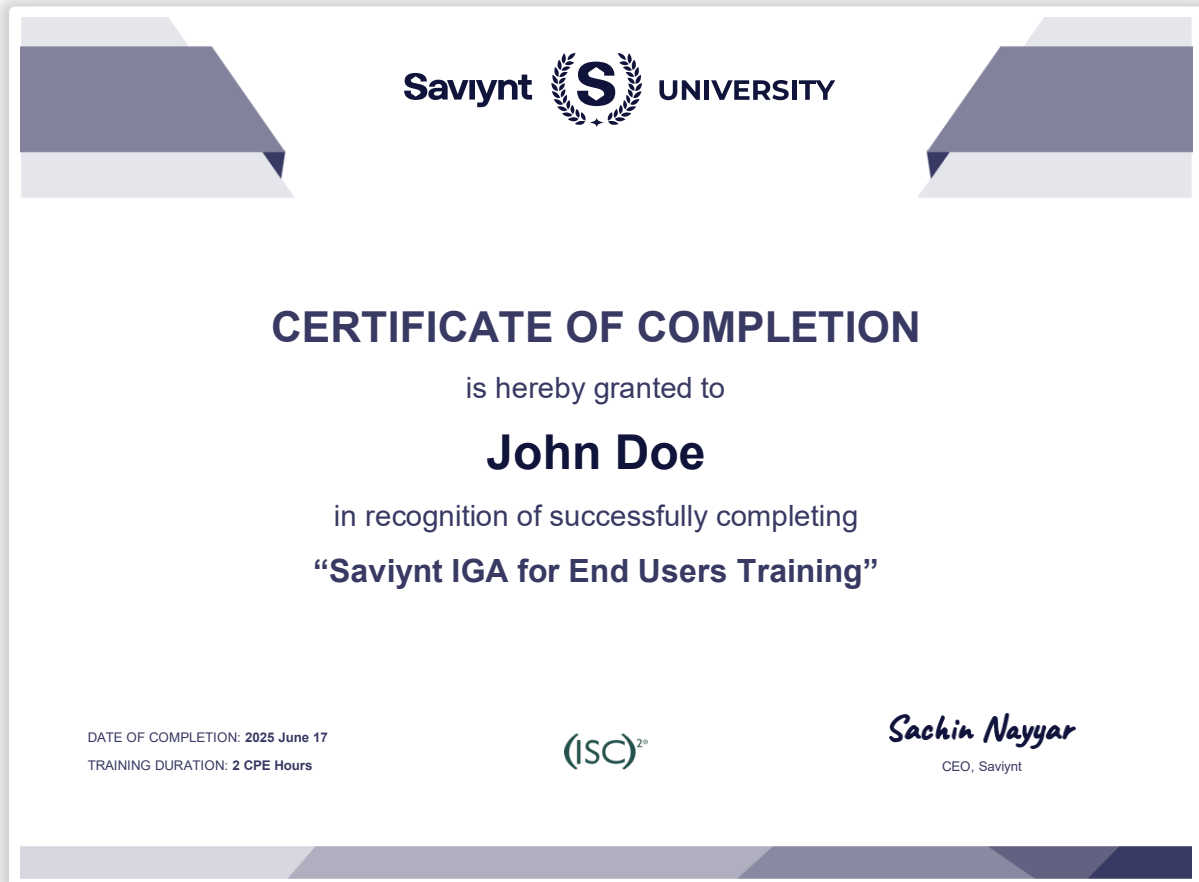 Saviynt S UNIVERSITY
CERTIFICATE OF COMPLETION
is hereby granted to
John Doe
in recognition of successfully completing
“Saviynt IGA for End Users Training”
DATE OF COMPLETION: 2025 June 17
TRAINING DURATION: 2 CPE Hours
(ISC)²®
Sachin Nayyar
CEO, Saviynt